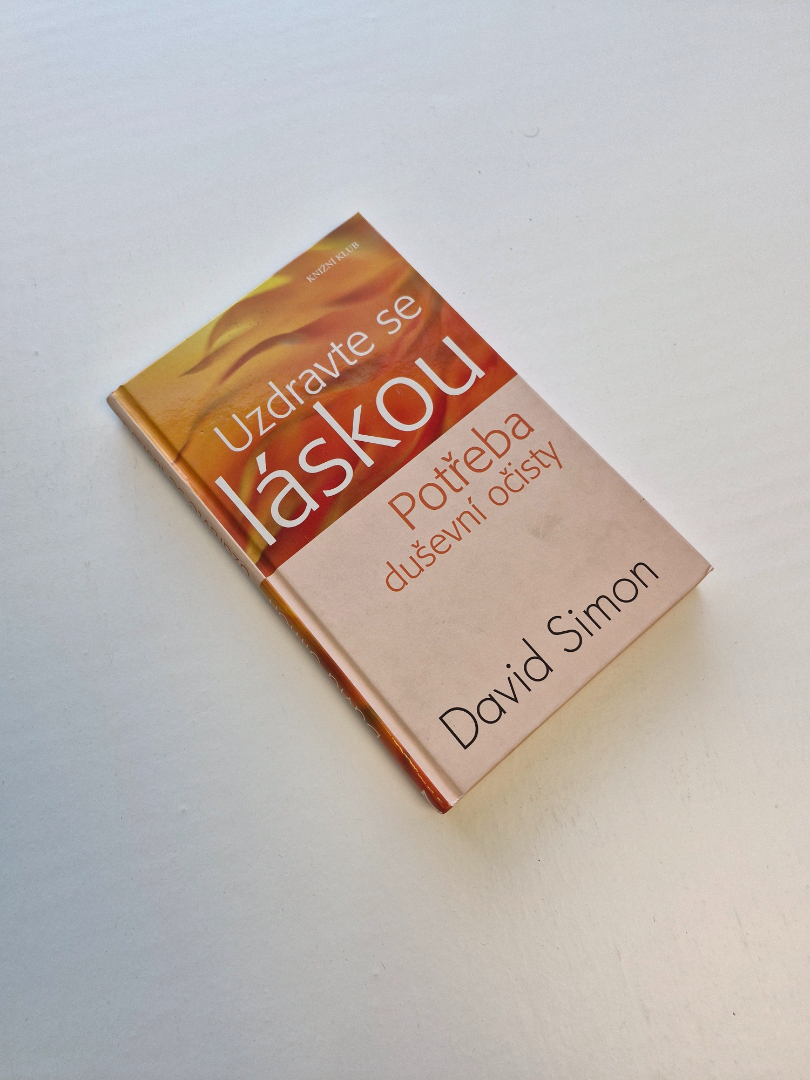 KNIŽNÍ KLUB
Uzdravte se
láskou
Potřeba
duševní očisty
David Simon